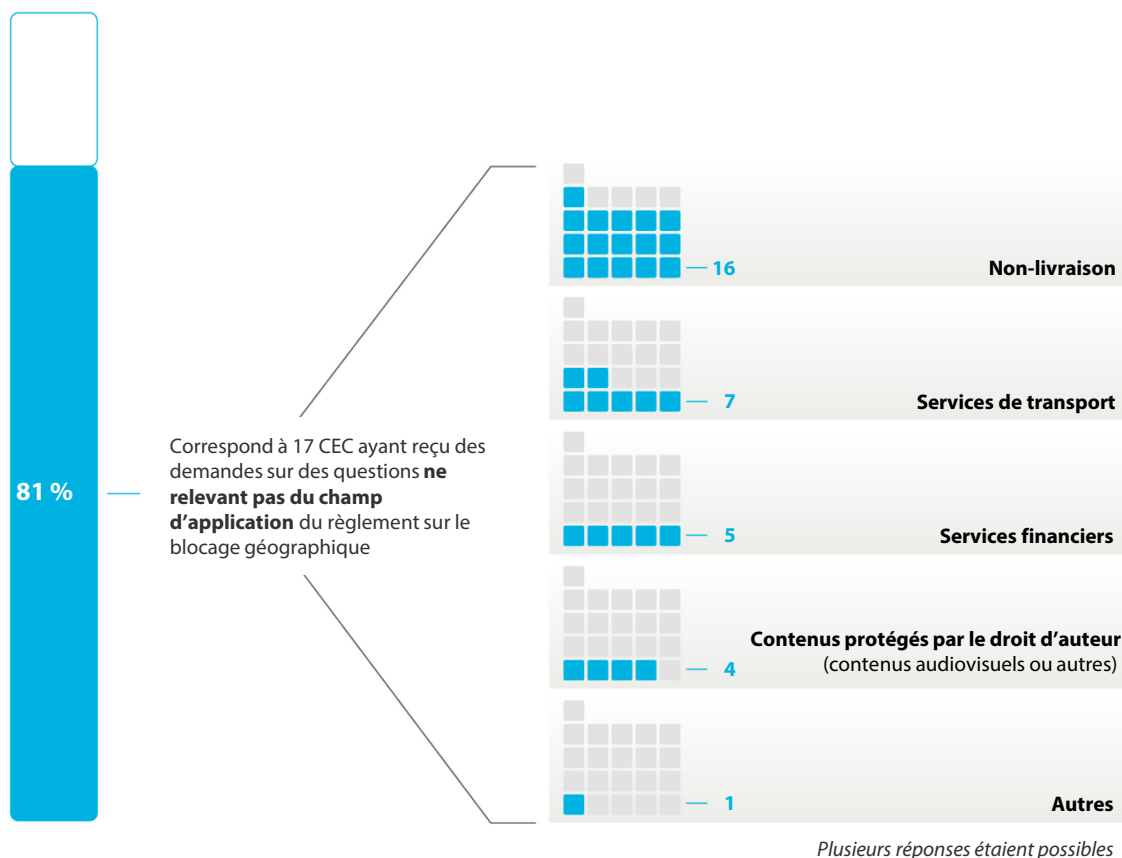 81 %
Correspond à 17 CEC ayant reçu des
demandes sur des questions ne
relevant pas du champ
d’application du règlement sur le
blocage géographique
16
Non-livraison
7
Services de transport
5
Services financiers
4
Contenus protégés par le droit d’auteur
(contenus audiovisuels ou autres)
1
Autres
Plusieurs réponses étaient possibles